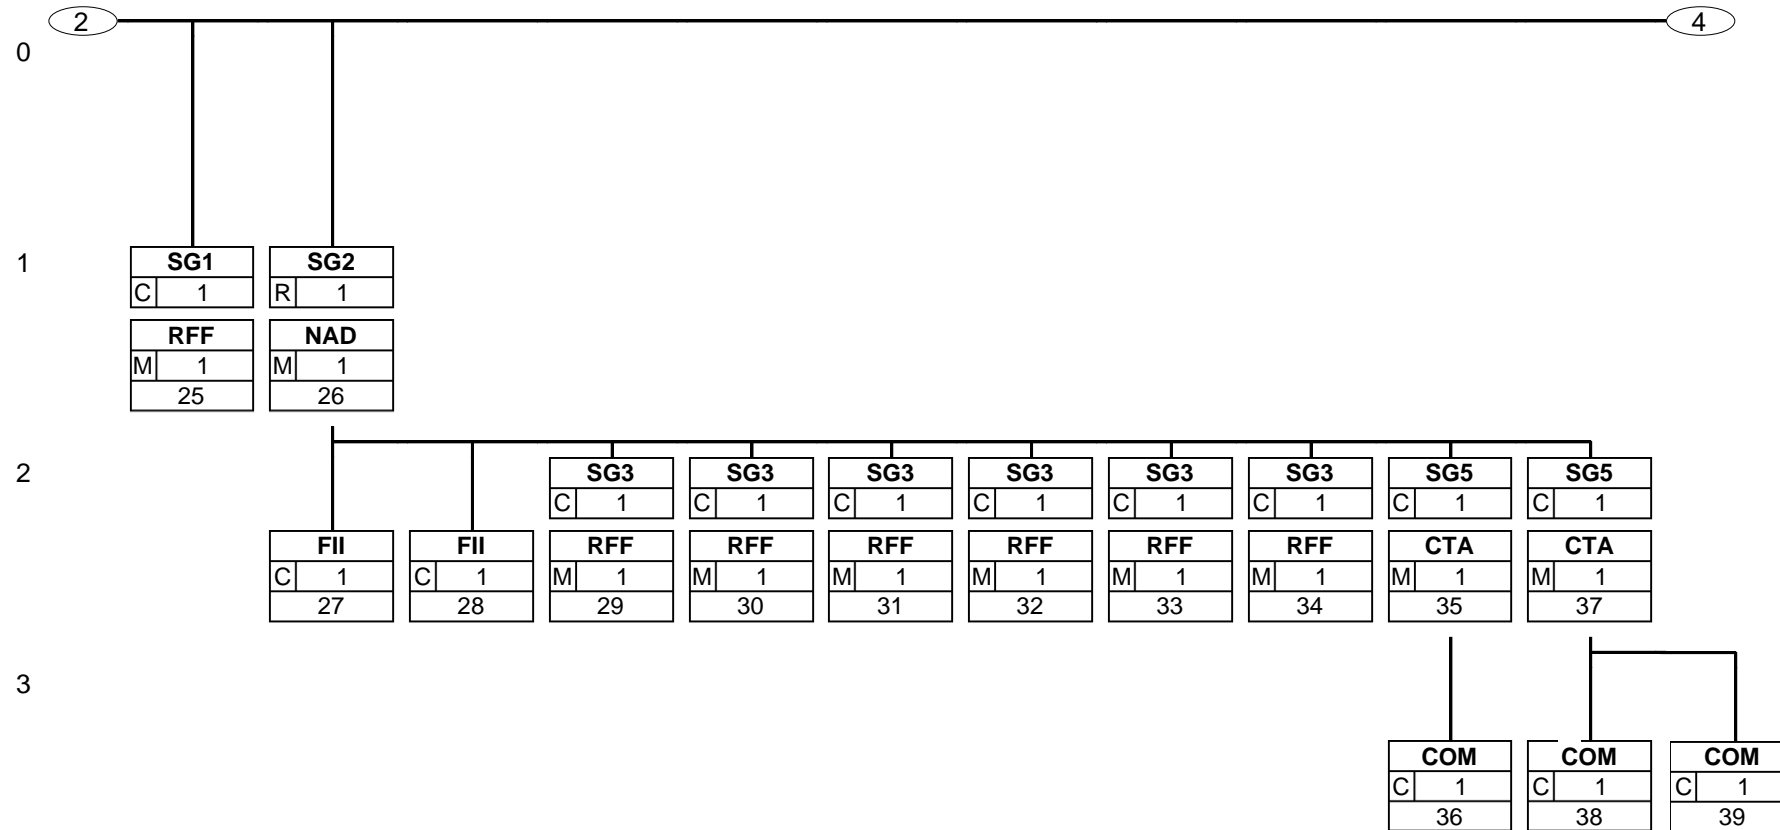 2 4
0
1
SG1 SG2
C 1 R 1
RFF NAD
M 1 M 1
25 26
2
SG3 SG3 SG3 SG3 SG3 SG3 SG5 SG5
C 1 C 1 C 1 C 1 C 1 C 1 C 1 C 1
FII FII RFF RFF RFF RFF RFF RFF CTA CTA
C 1 C 1 M 1 M 1 M 1 M 1 M 1 M 1 M 1 M 1
27 28 29 30 31 32 33 34 35 37
3
COM COM COM
C 1 C 1 C 1
36 38 39